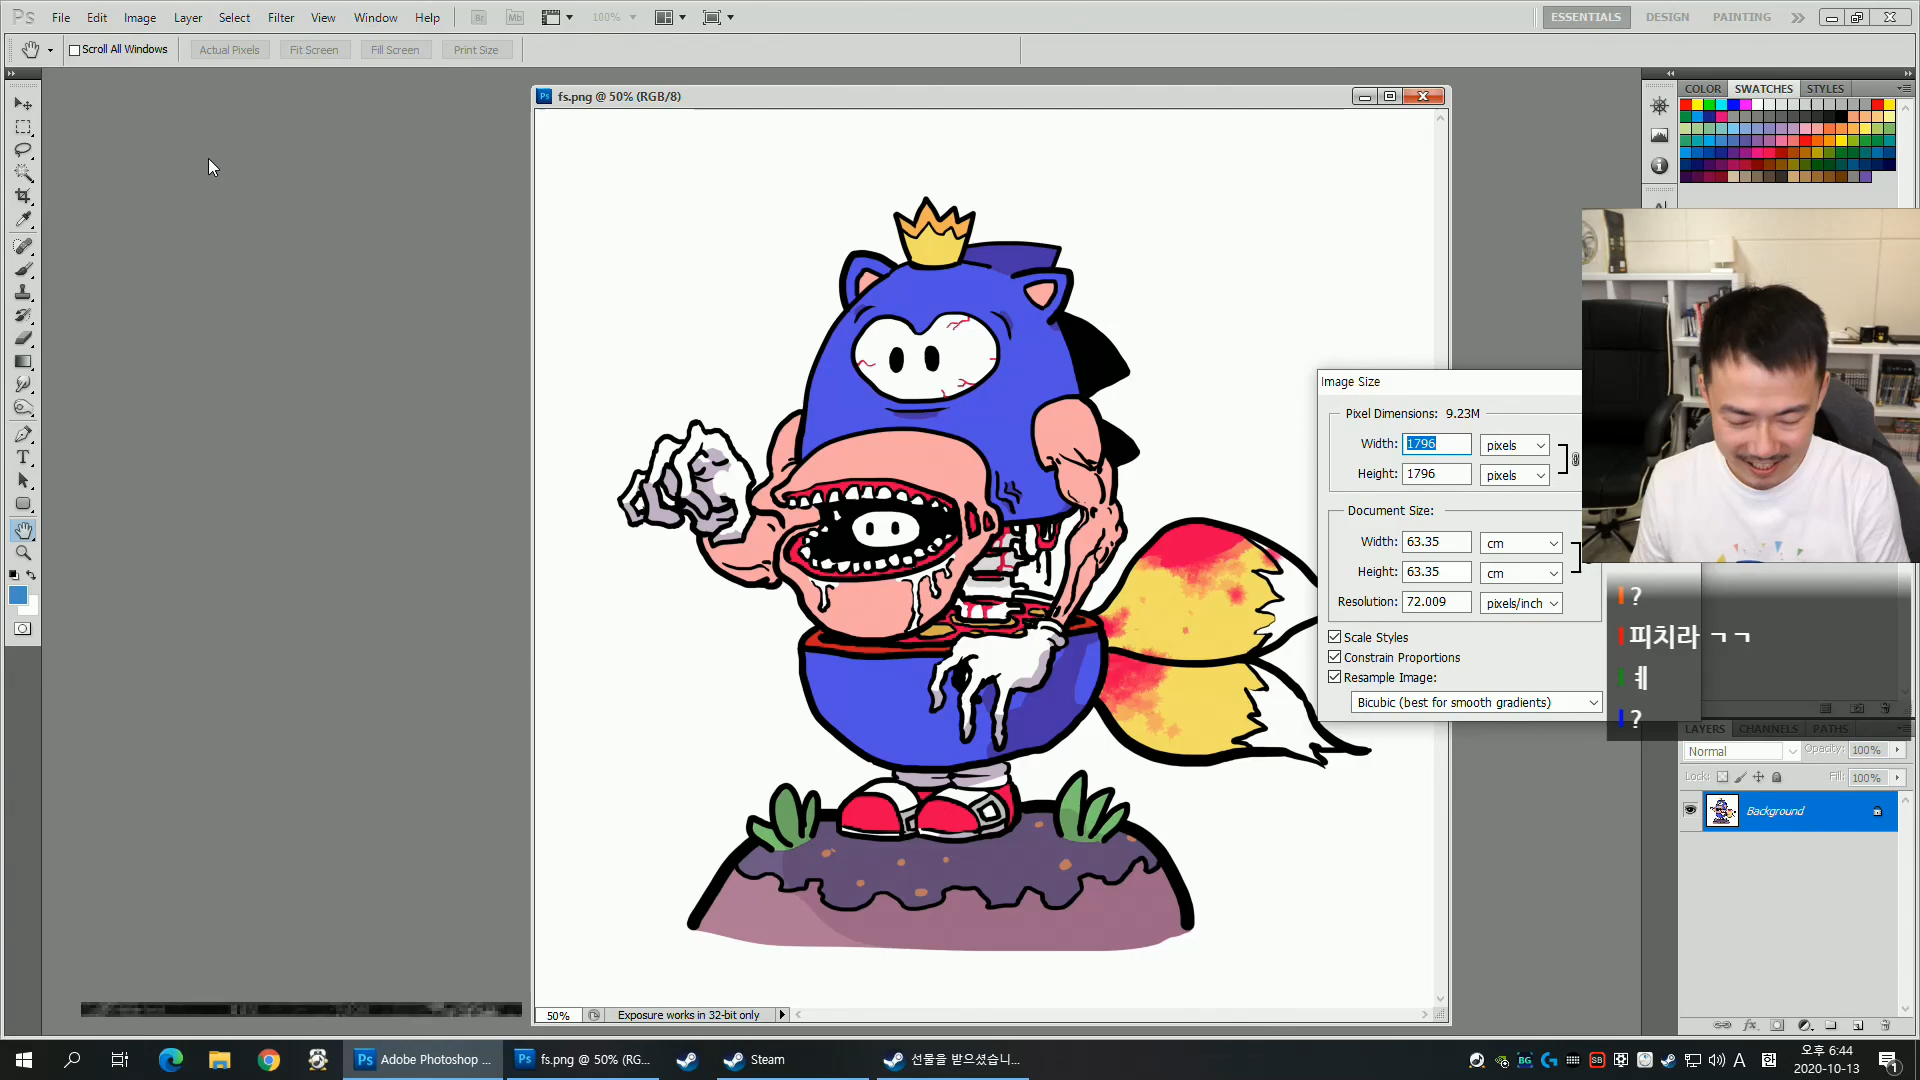 Ps File Edit Image Layer Select Filter View Window Help Br Mb 100% ESSENTIALS DESIGN PAINTING
Scroll All Windows Actual Pixels Fit Screen Fill Screen Print Size
fs.png @ 50% (RGB/8)
COLOR SWATCHES STYLES
Image Size
Pixel Dimensions: 9.23M
Width: 1796 pixels
Height: 1796 pixels
Document Size:
Width: 63.35 cm
Height: 63.35 cm
Resolution: 72.009 pixels/inch
Scale Styles
Constrain Proportions
Resample Image:
Bicubic (best for smooth gradients)
?
피치라 ㄱㄱ
?
LAYERS CHANNELS PATHS
Normal Opacity: 100%
Lock: Fill: 100%
Background
50% Exposure works in 32-bit only
Adobe Photoshop ...
fs.png @ 50% (RG...
Steam
선물을 받으셨습니...
BG SB A
오후 6:44
2020-10-13
1